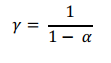 γ = 1 / (1 − α)